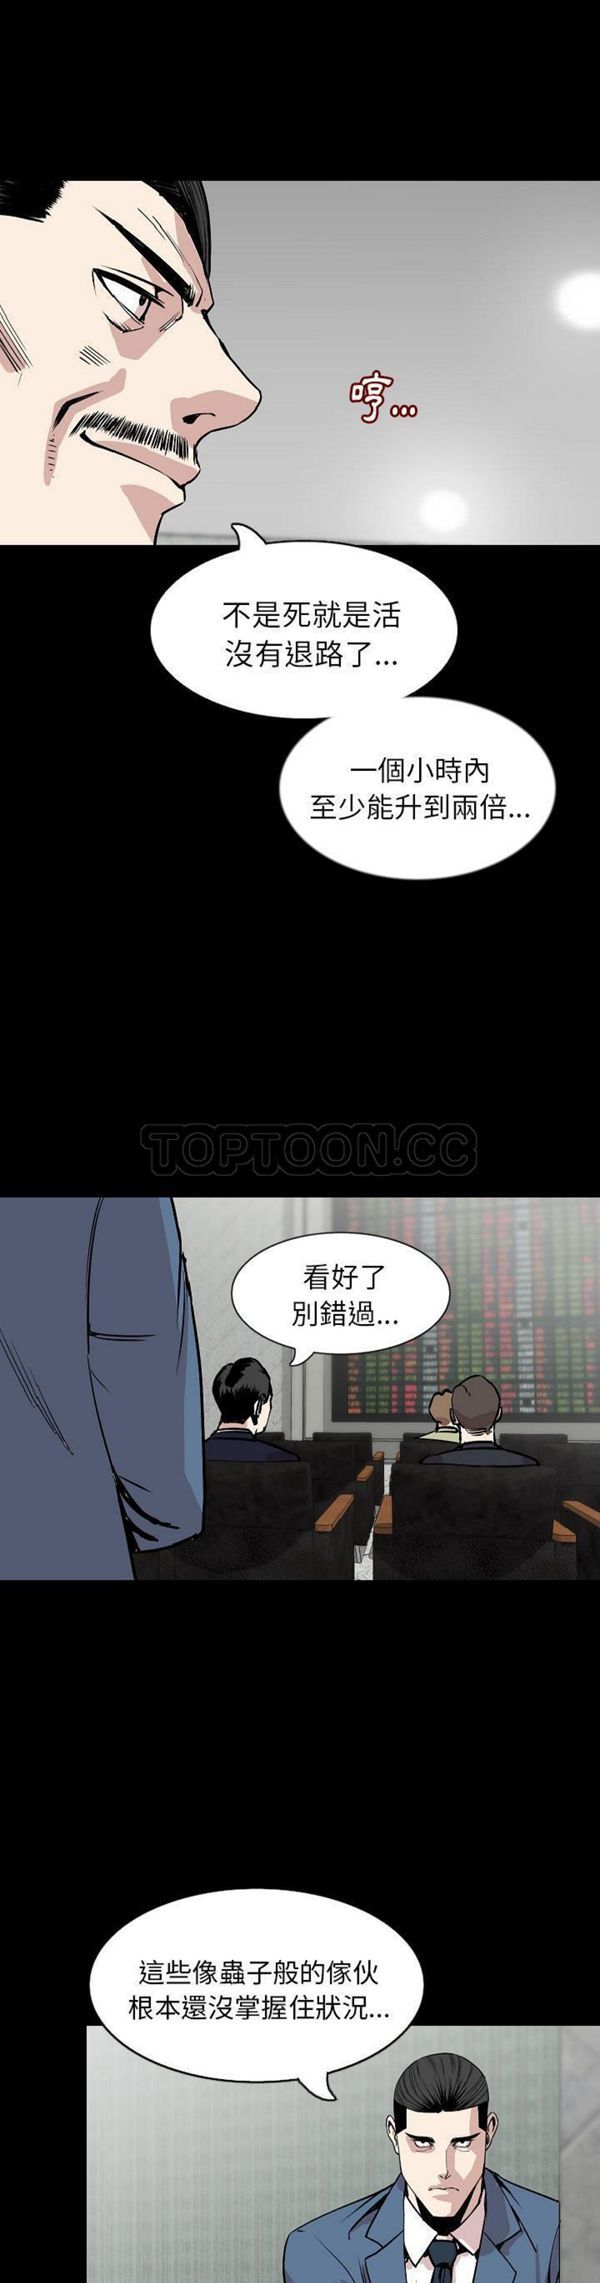 哼...
不是死就是活
沒有退路了...
一個小時內
至少能升到兩倍...
TOPTOON.CC
看好了
別錯過...
這些像蟲子般的傢伙
根本還沒掌握住狀況...